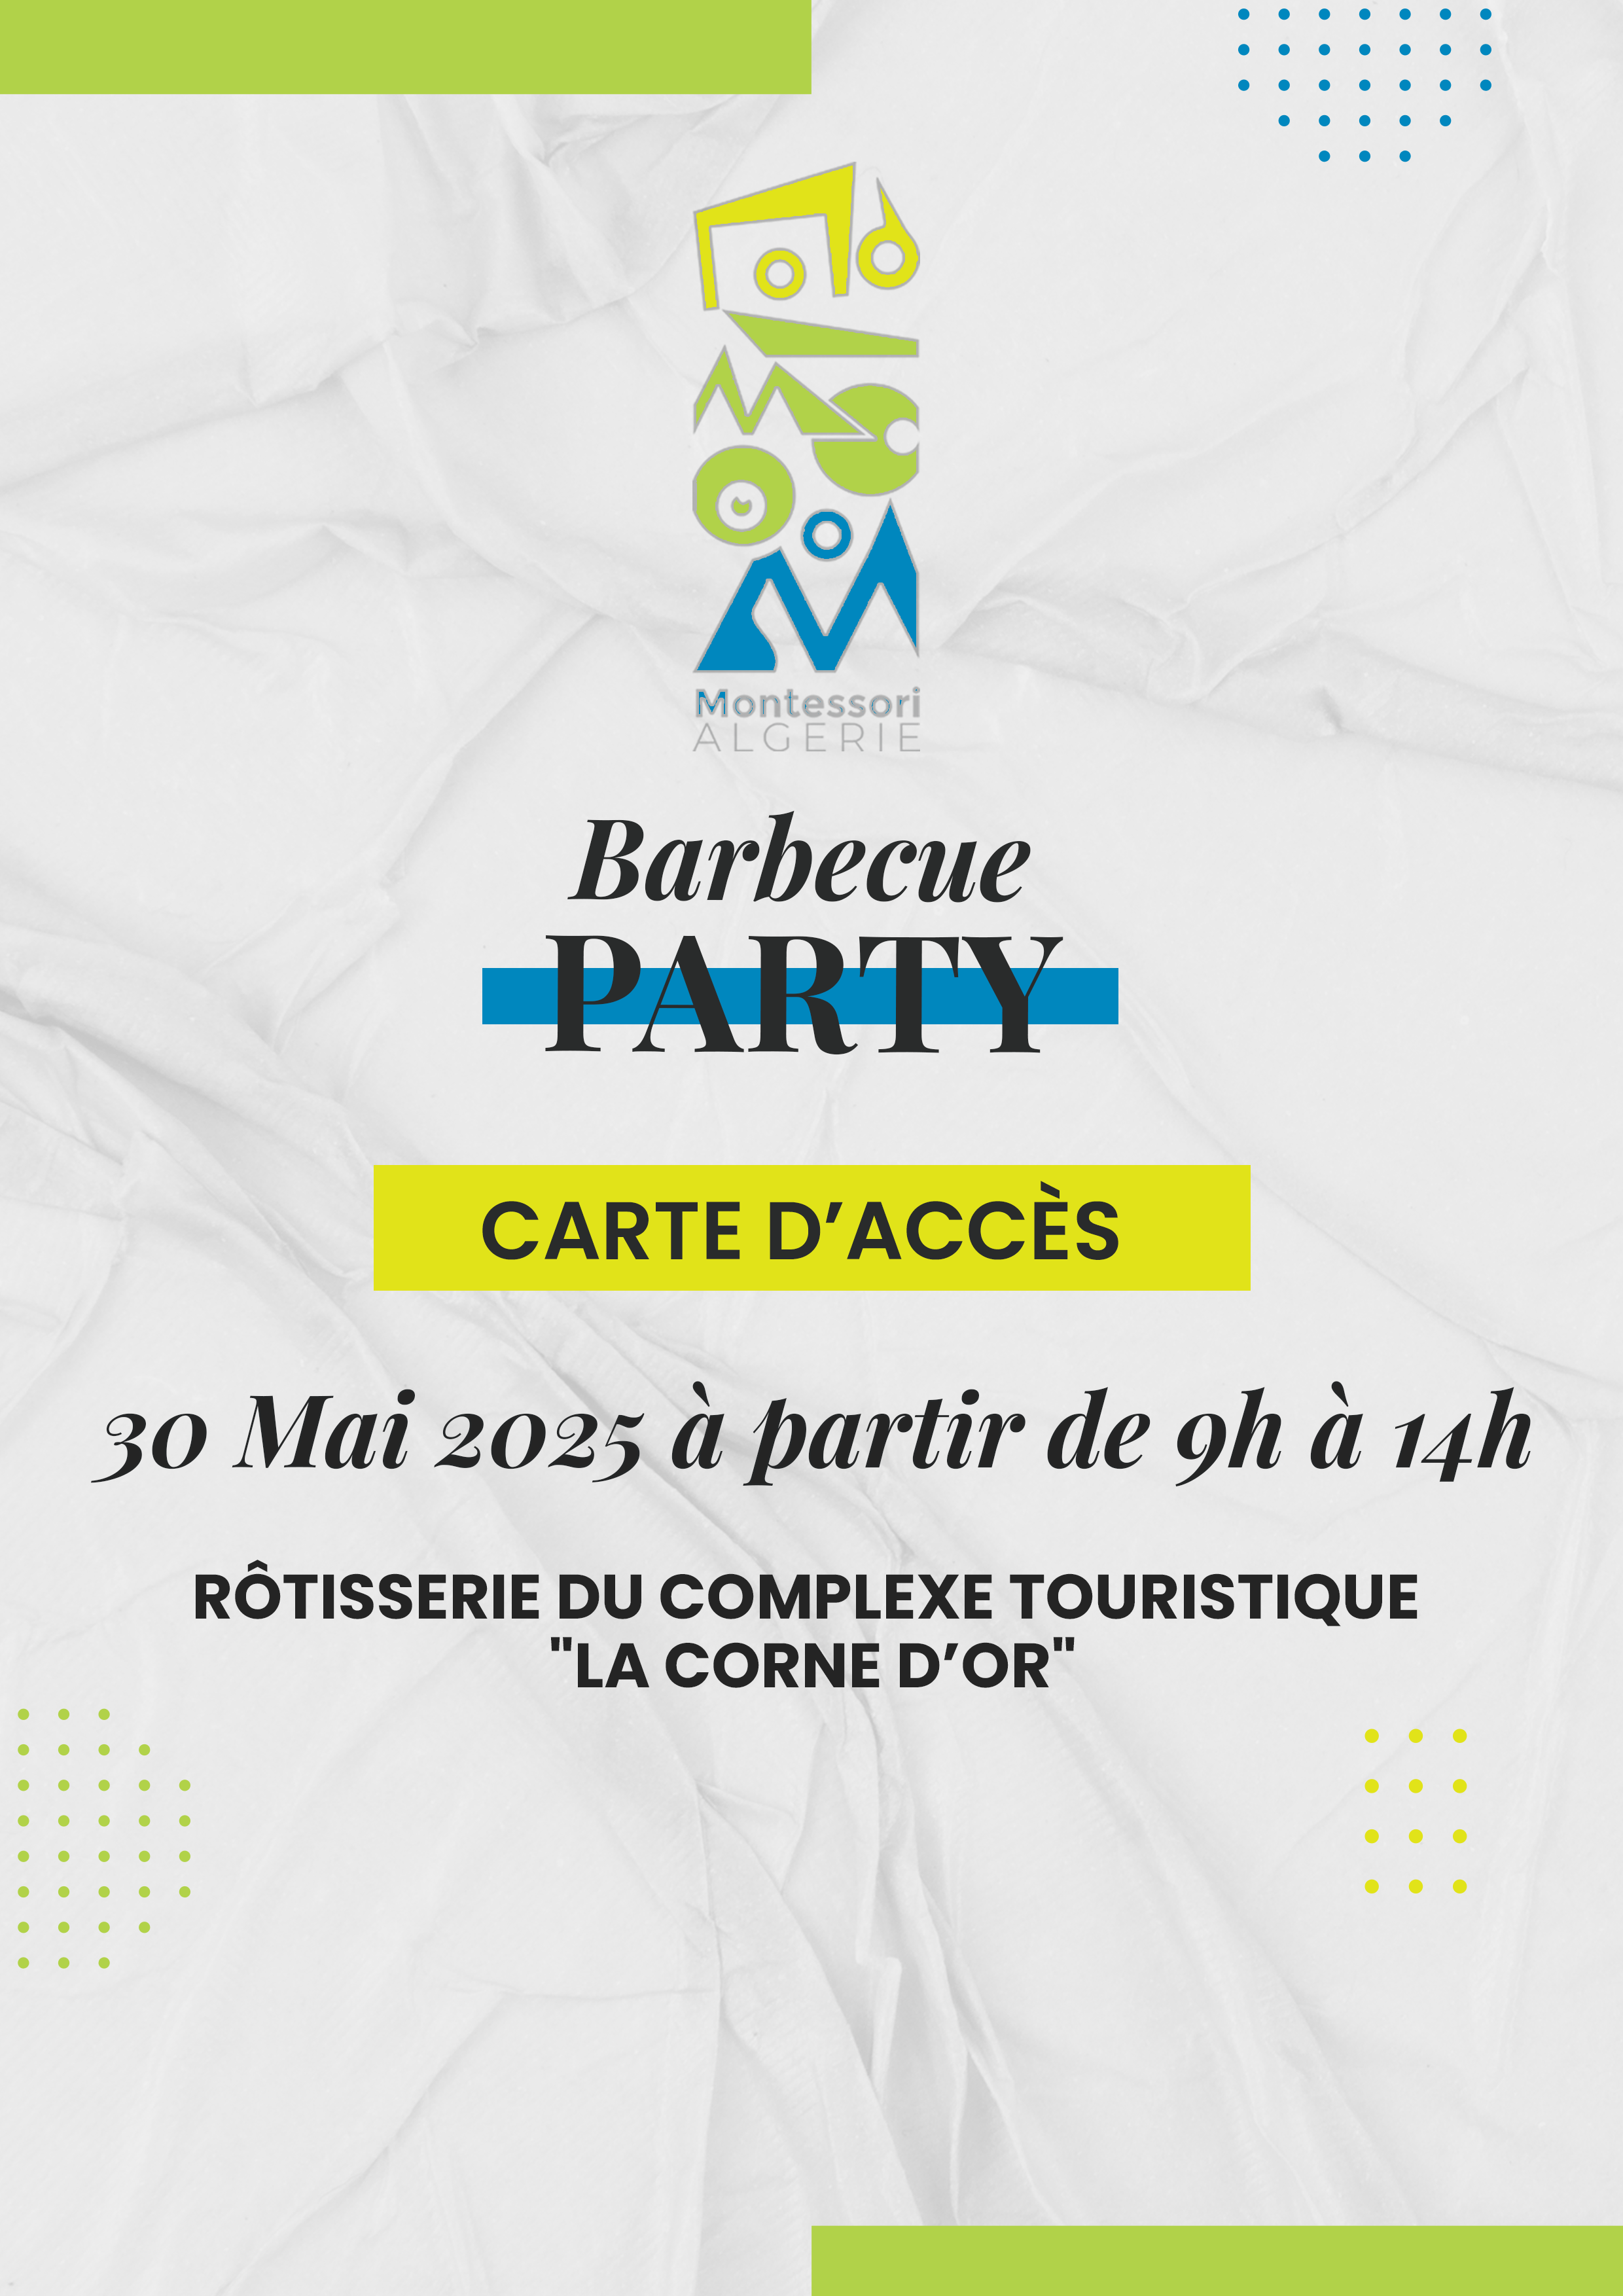 Montessori
ALGERIE
Barbecue
PARTY
CARTE D’ACCÈS
30 Mai 2025 à partir de 9h à 14h
RÔTISSERIE DU COMPLEXE TOURISTIQUE
"LA CORNE D’OR"